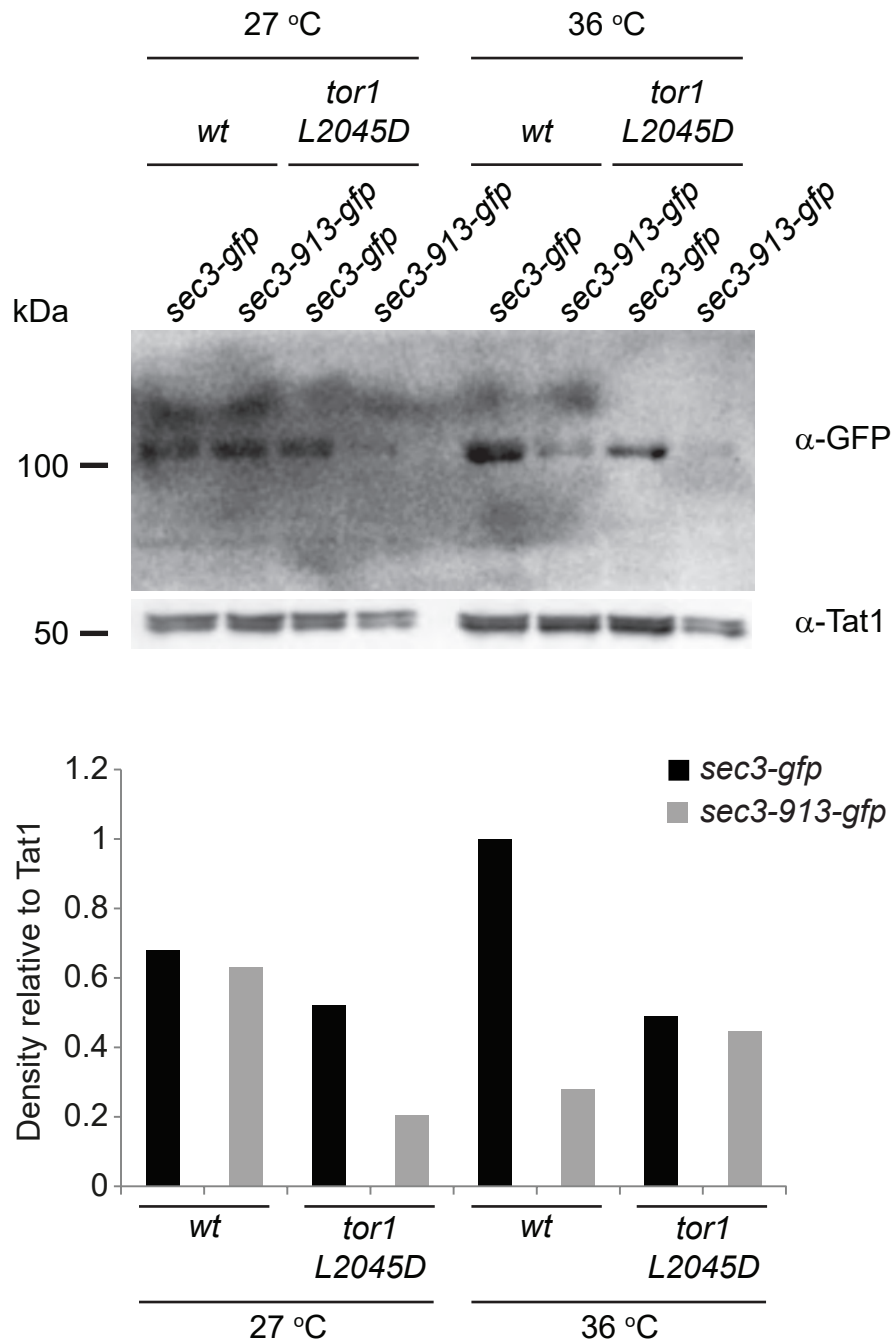 27 °C 36 °C
tor1 tor1
wt L2045D wt L2045D
sec3-gfp sec3-913-gfp sec3-gfp sec3-913-gfp sec3-gfp sec3-913-gfp sec3-gfp sec3-913-gfp
kDa
α-GFP
100
50
α-Tat1
1.2
sec3-gfp
sec3-913-gfp
1
0.8
0.6
0.4
0.2
0
Density relative to Tat1
wt tor1 wt tor1
L2045D L2045D
27 °C 36 °C